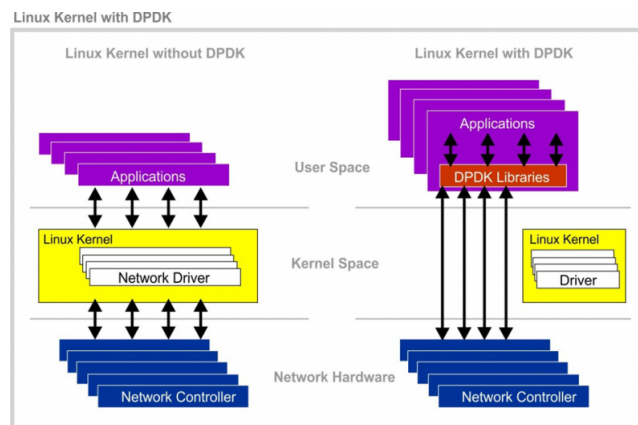 Linux Kernel with DPDK
Linux Kernel without DPDK
Linux Kernel with DPDK
Applications
Applications
DPDK Libraries
User Space
Linux Kernel
Network Driver
Kernel Space
Linux Kernel
Driver
Network Controller
Network Hardware
Network Controller